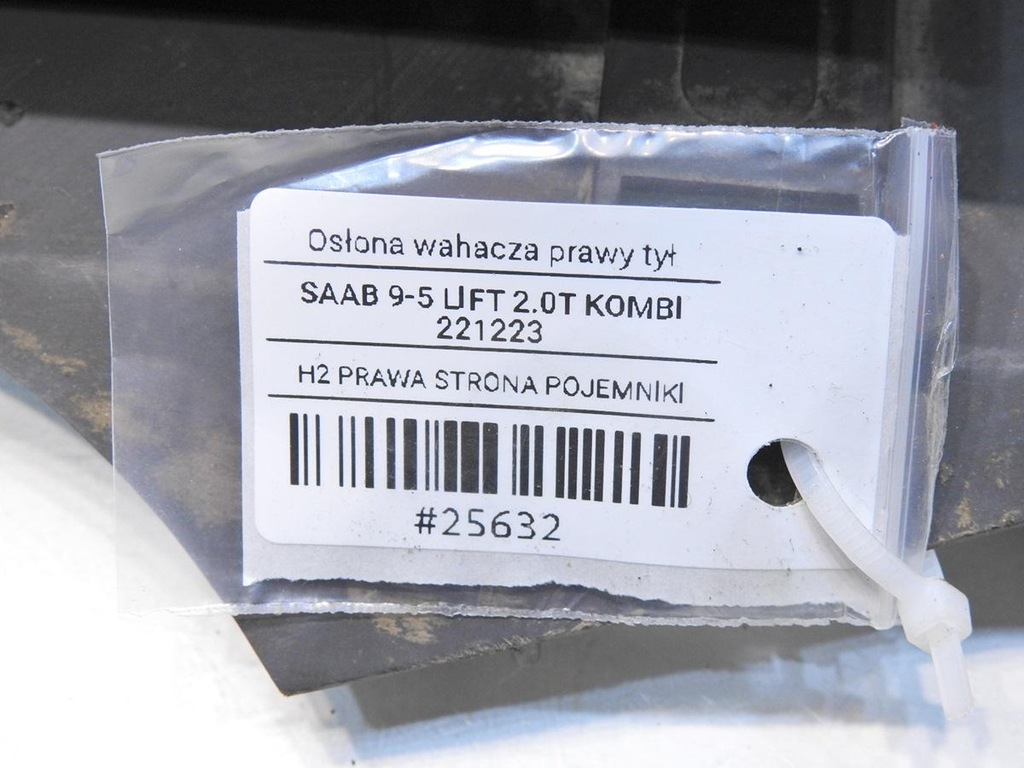 Osłona wahacza prawy tył
SAAB 9-5 LIFT 2.0T KOMBI
221223
H2 PRAWA STRONA POJEMNIKI
#25632